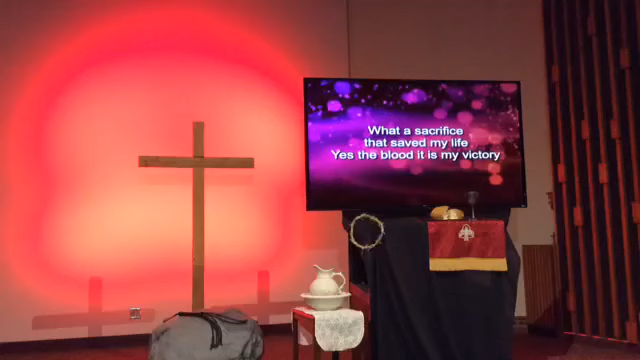 What a sacrifice
that saved my life
Yes the blood it is my victory